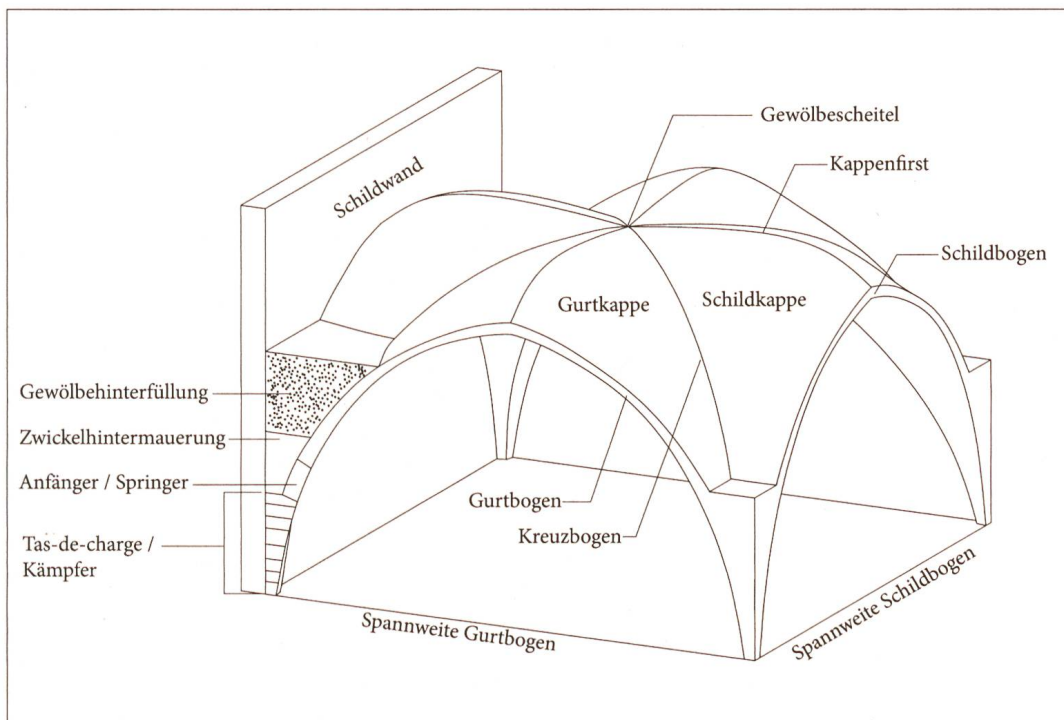 Gewölbescheitel
Kappenfirst
Schildwand
Schildbogen
Gurtkappe
Schildkappe
Gewölbehinterfüllung
Zwickelhintermauerung
Anfänger / Springer
Gurtbogen
Kreuzbogen
Tas-de-charge /
Kämpfer
Spannweite Gurtbogen
Spannweite Schildbogen